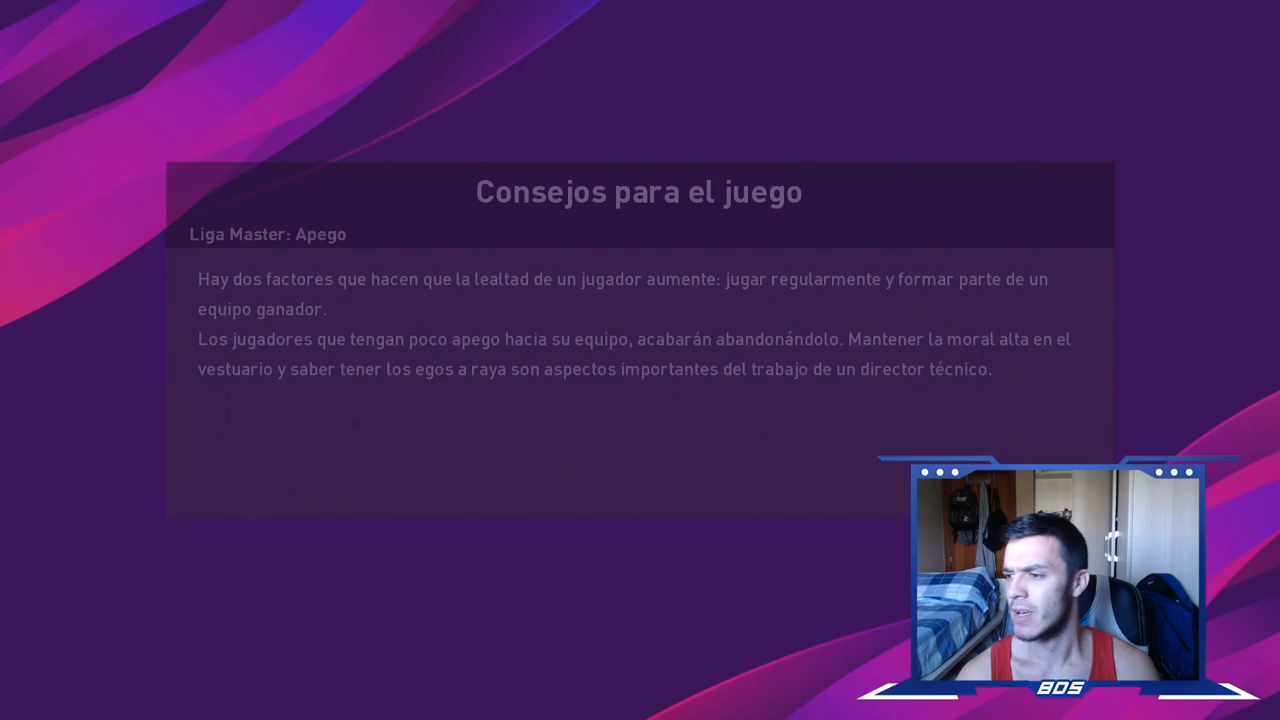 Consejos para el juego
Liga Master: Apego
Hay dos factores que hacen que la lealtad de un jugador aumente: jugar regularmente y formar parte de un
equipo ganador.
Los jugadores que tengan poco apego hacia su equipo, acabarán abandonándolo. Mantener la moral alta en el
vestuario y saber tener los egos a raya son aspectos importantes del trabajo de un director técnico.
BDS